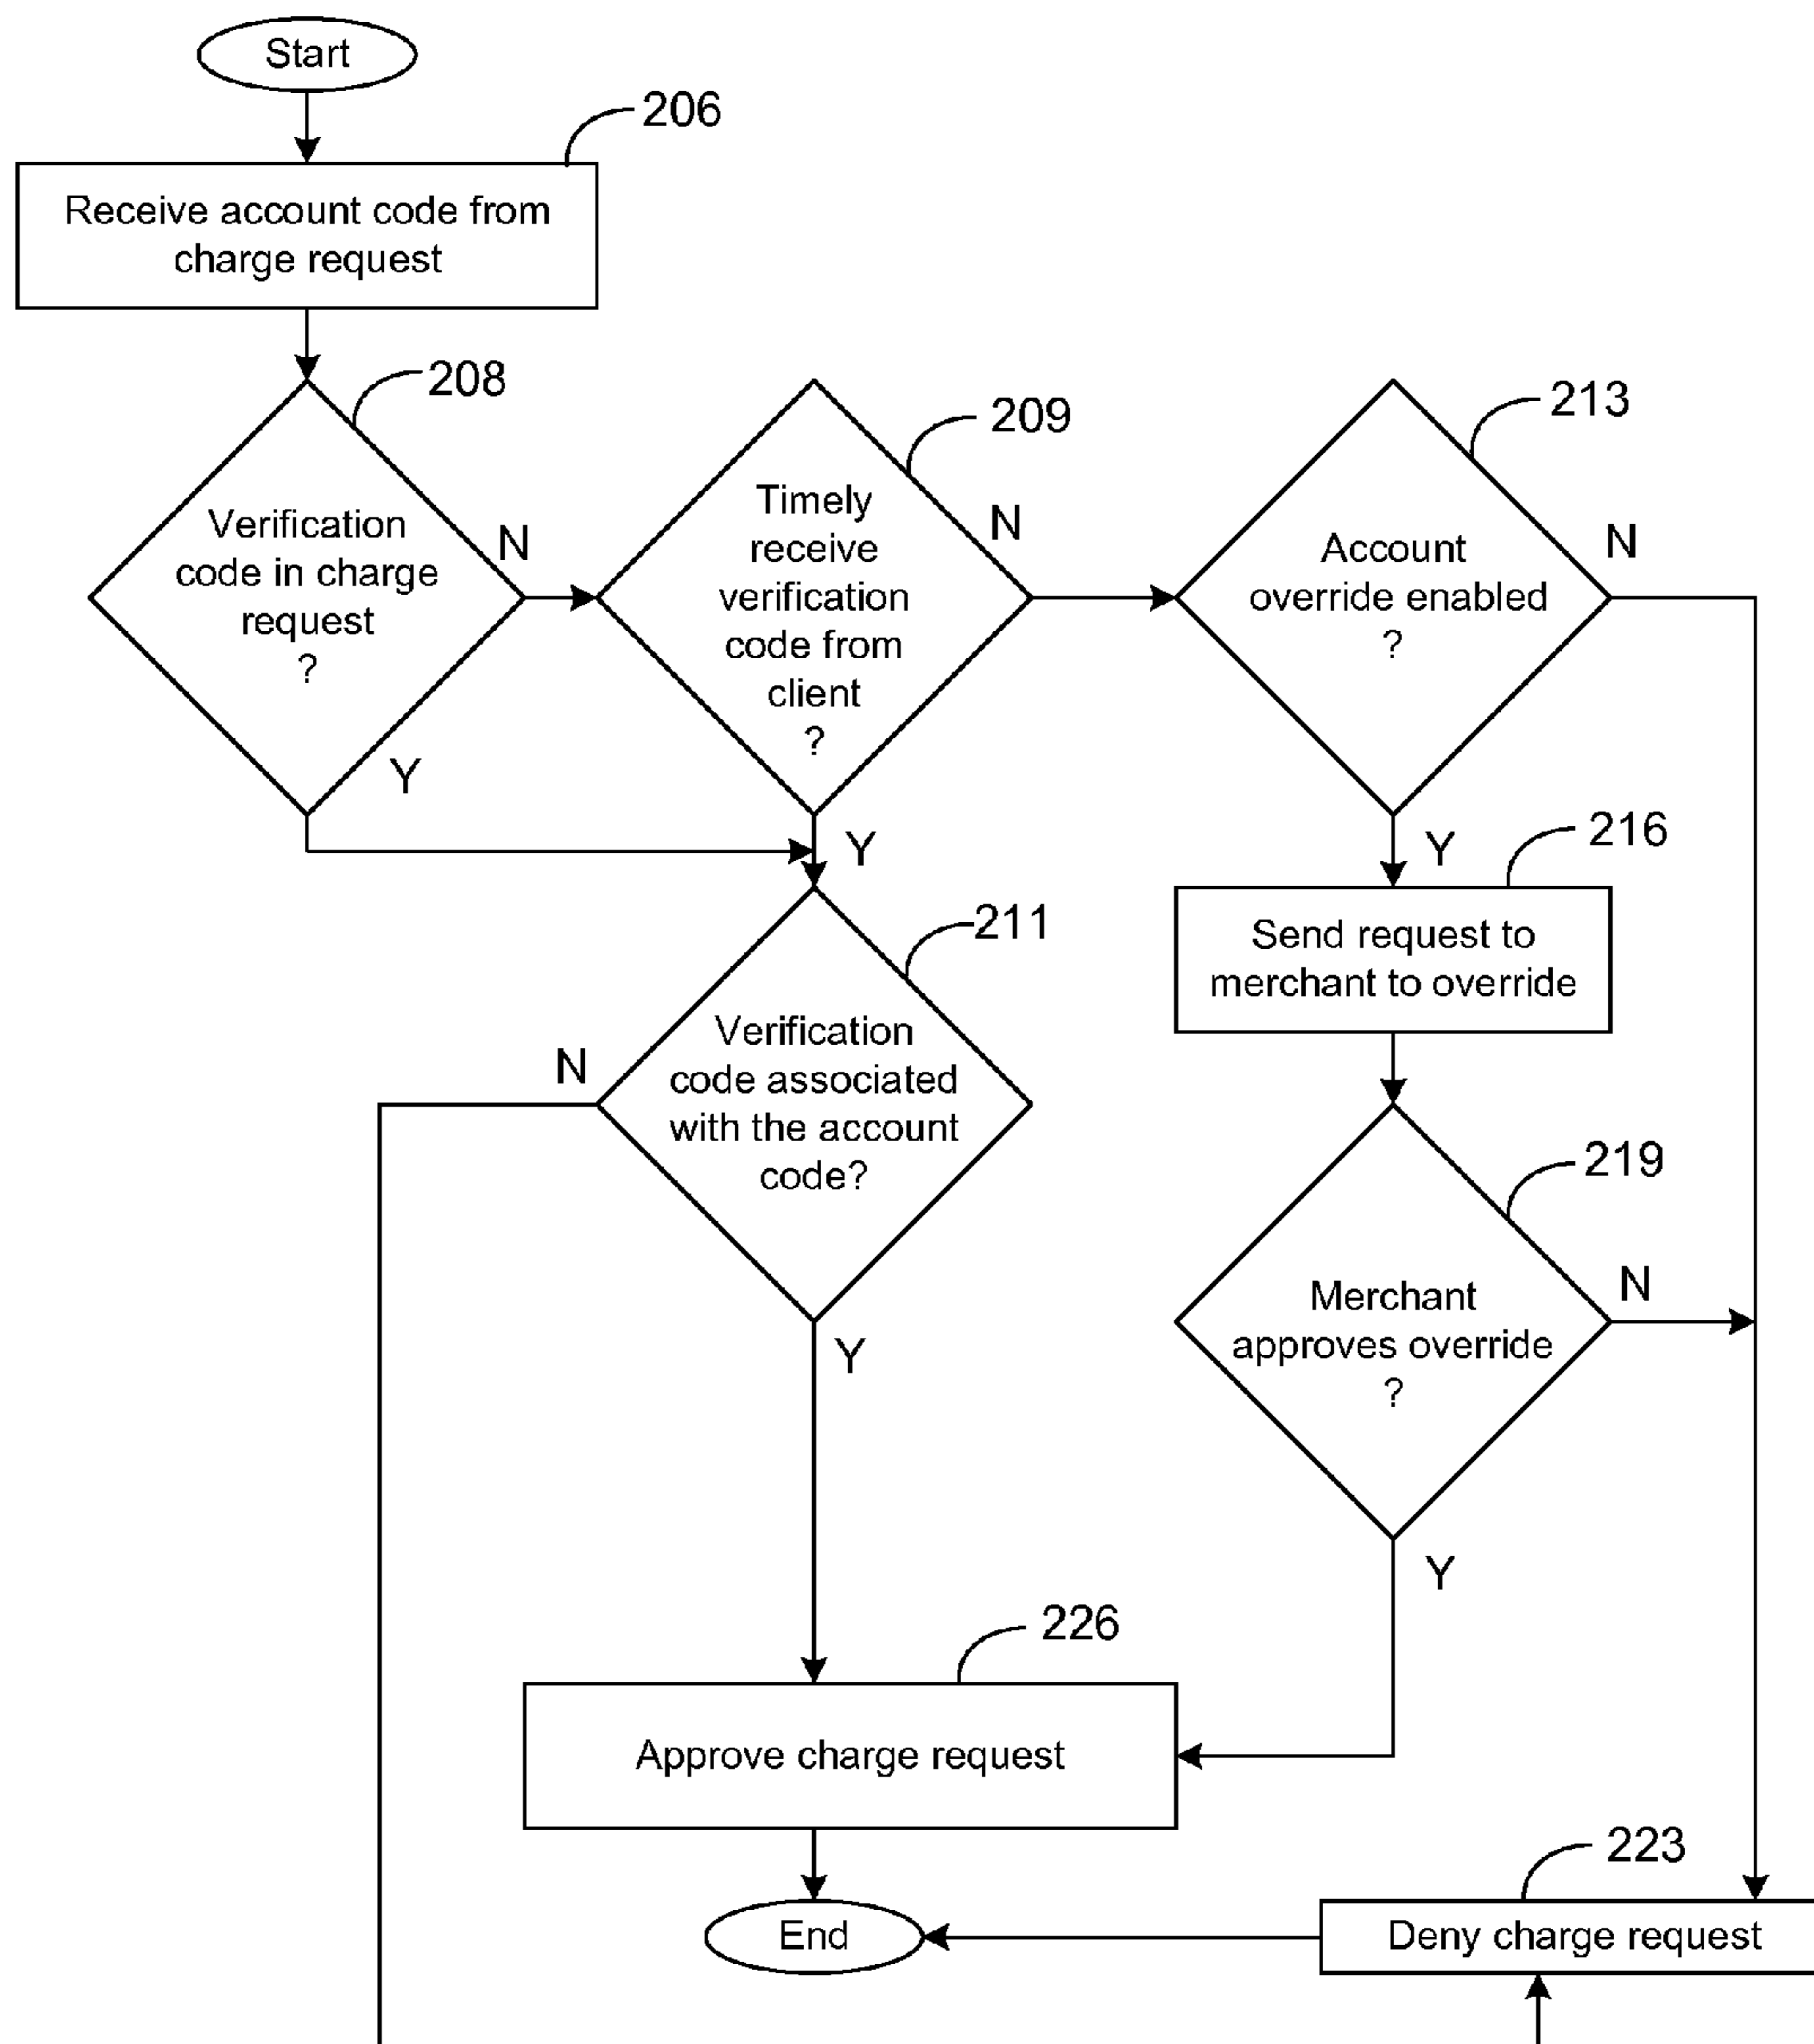 Start
206
Receive account code from
charge request
208
Verification
code in charge
request
?
N
Y
209
Timely
receive
verification
code from
client
?
N
Y
213
Account
override enabled
?
N
Y
216
Send request to
merchant to override
211
Verification
code associated
with the account
code?
N
Y
219
Merchant
approves override
?
N
Y
226
Approve charge request
223
Deny charge request
End